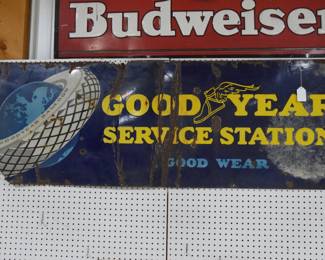 Budweiser
GOOD YEAR
SERVICE STATION
GOOD WEAR